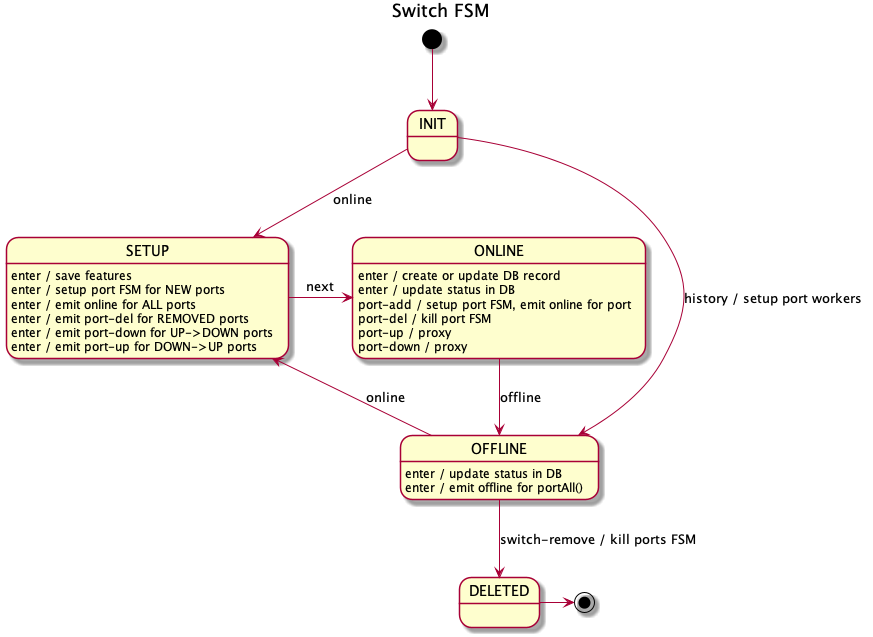 Switch FSM
INIT
online
SETUP
enter / save features
enter / setup port FSM for NEW ports
enter / emit online for ALL ports
enter / emit port-del for REMOVED ports
enter / emit port-down for UP->DOWN ports
enter / emit port-up for DOWN->UP ports
next
ONLINE
enter / create or update DB record
enter / update status in DB
port-add / setup port FSM, emit online for port
port-del / kill port FSM
port-up / proxy
port-down / proxy
history / setup port workers
online
offline
OFFLINE
enter / update status in DB
enter / emit offline for portAll()
switch-remove / kill ports FSM
DELETED